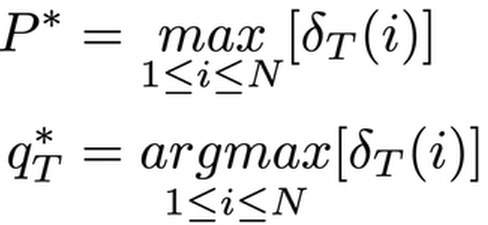 P* = max [δ_T(i)]
1≤i≤N
q*_T = argmax[δ_T(i)]
1≤i≤N